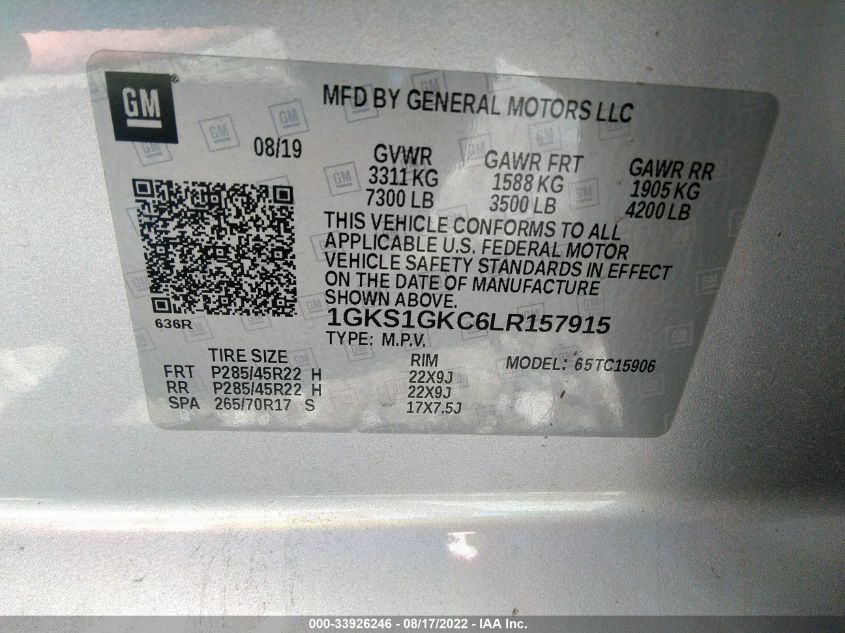 GM
MFD BY GENERAL MOTORS LLC
08/19
GVWR GAWR FRT GAWR RR
3311 KG 1588 KG 1905 KG
7300 LB 3500 LB 4200 LB
THIS VEHICLE CONFORMS TO ALL
APPLICABLE U.S. FEDERAL MOTOR
VEHICLE SAFETY STANDARDS IN EFFECT
ON THE DATE OF MANUFACTURE
SHOWN ABOVE.
636R
1GKS1GKC6LR157915
TYPE: M.P.V.
TIRE SIZE RIM MODEL: 65TC15906
FRT P285/45R22 H 22X9J
RR P285/45R22 H 22X9J
SPA 265/70R17 S 17X7.5J
000-33926246 - 08/17/2022 - IAA Inc.